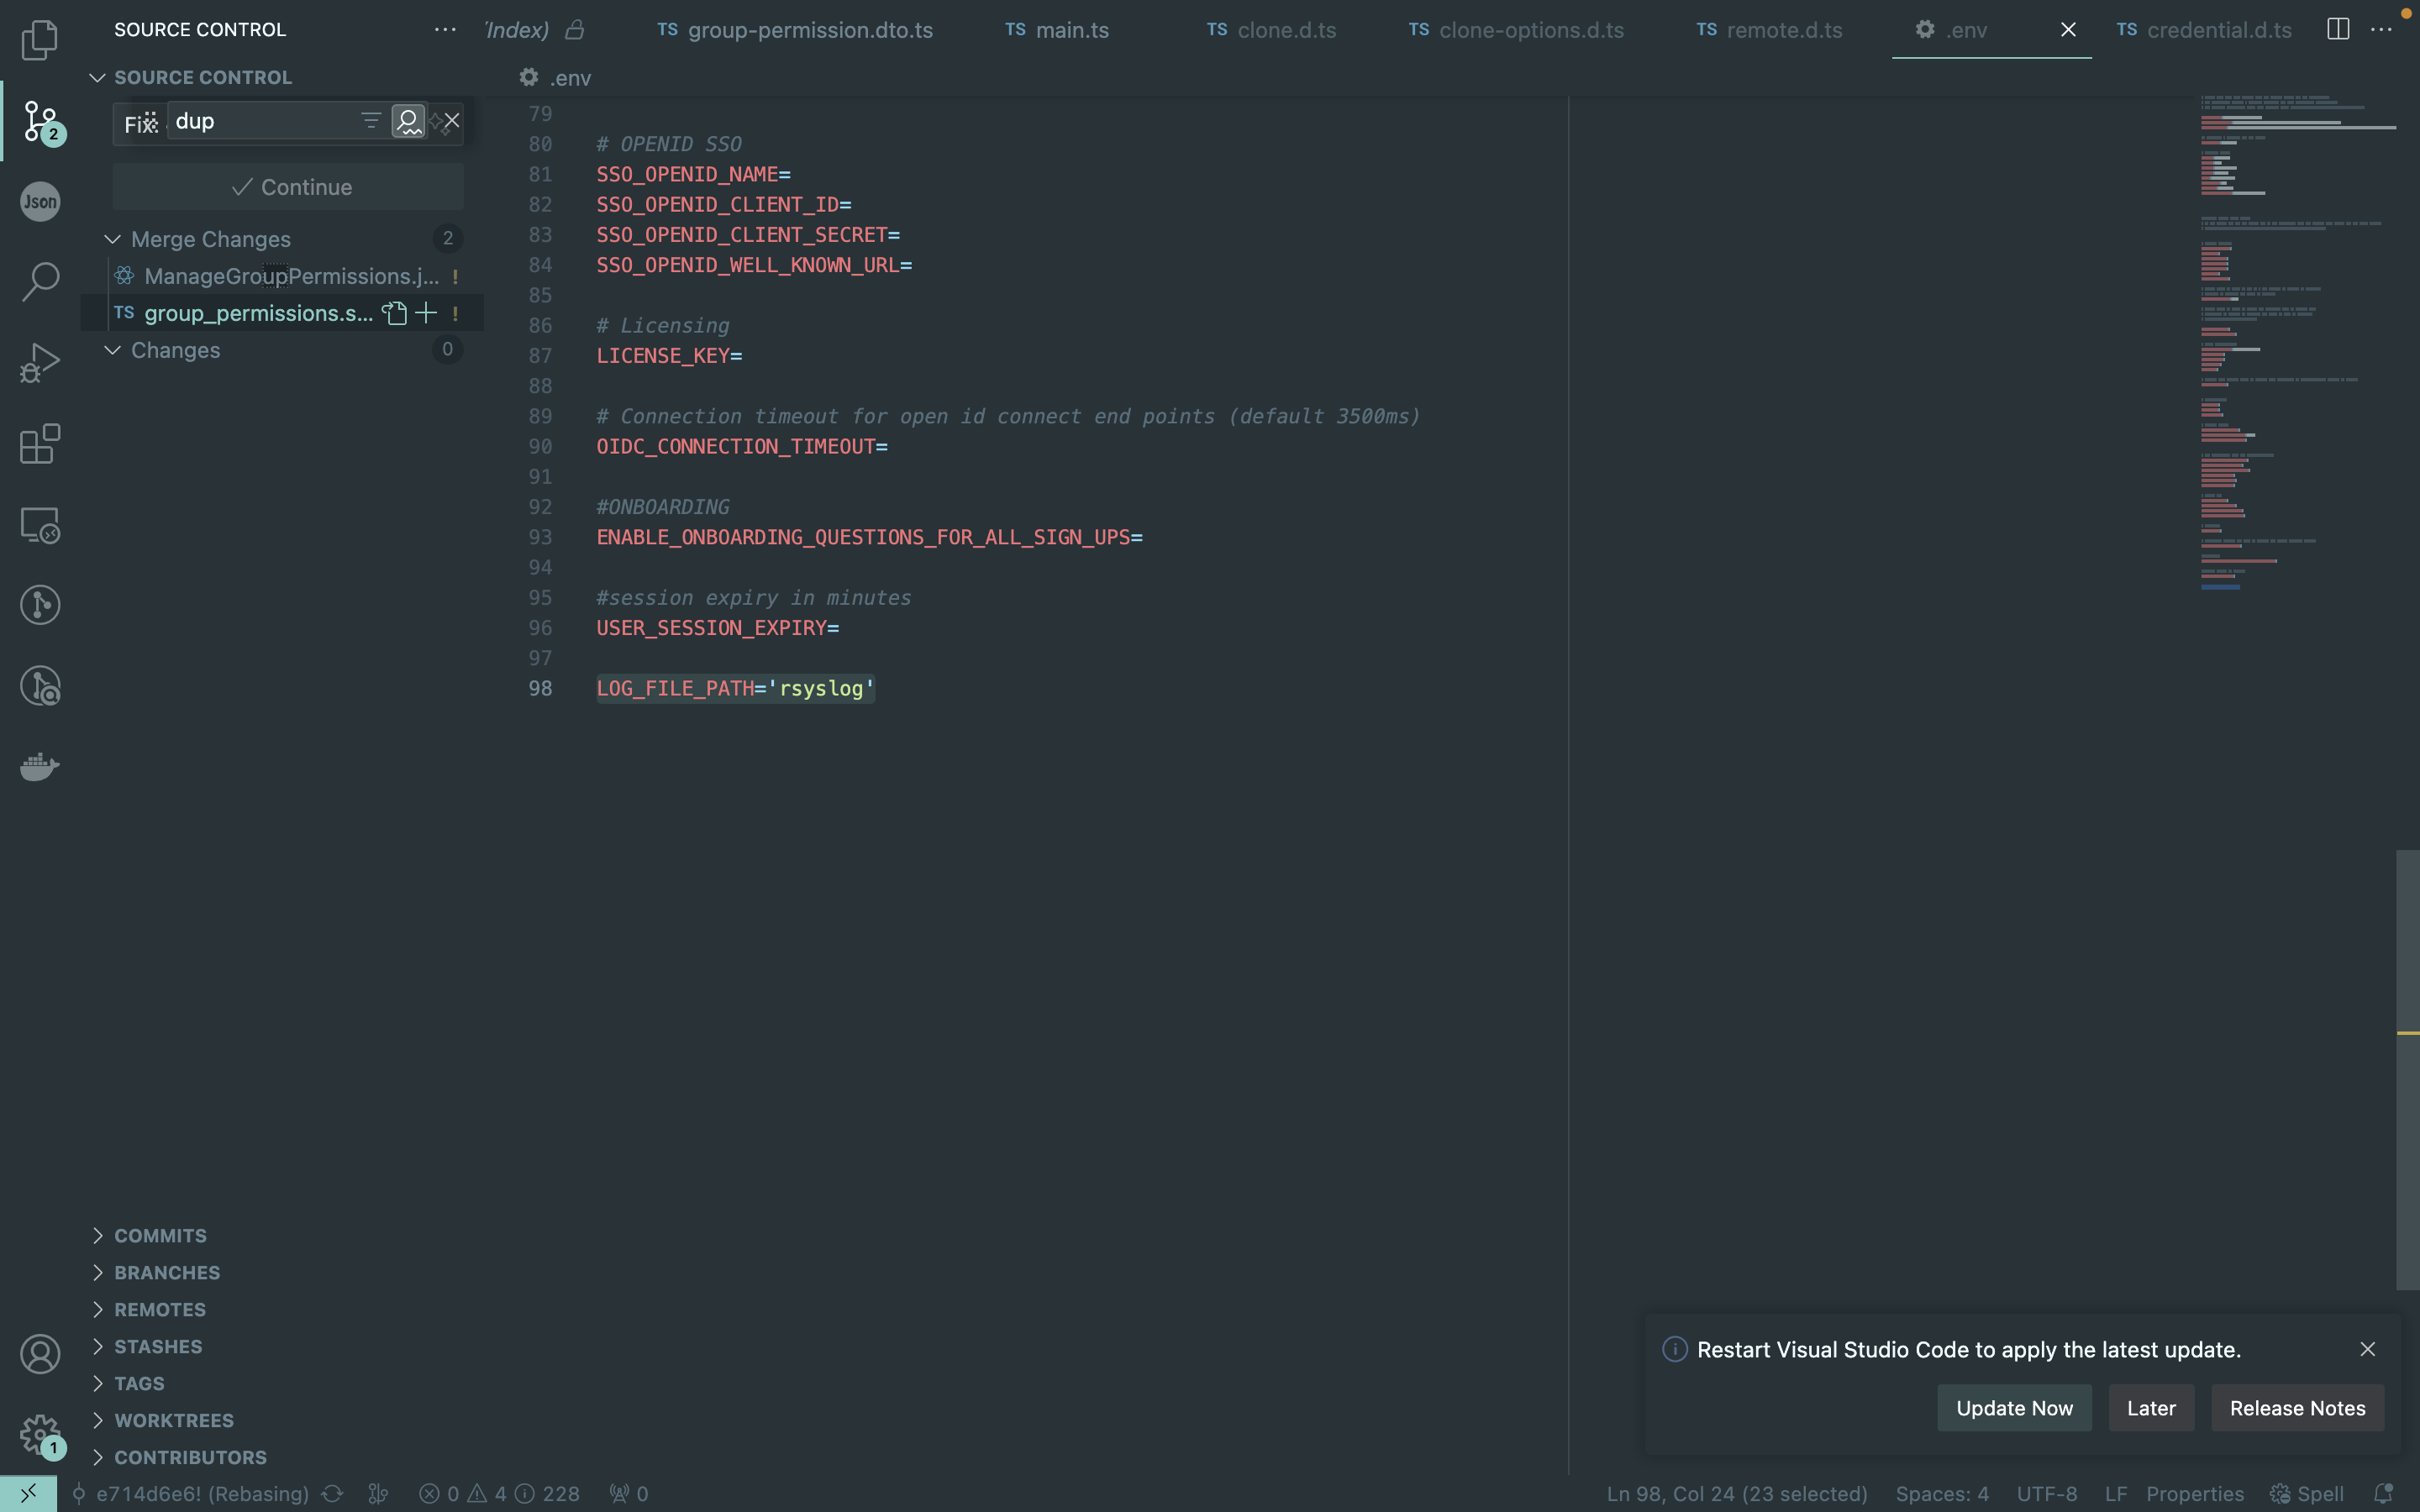 SOURCE CONTROL
SOURCE CONTROL
Fix
dup
Continue
Merge Changes
2
ManageGroupPermissions.j...
!
TS group_permissions.s...
!
Changes
0
COMMITS
BRANCHES
REMOTES
STASHES
TAGS
WORKTREES
CONTRIBUTORS
2
Json
1
Index)
TS group-permission.dto.ts
TS main.ts
TS clone.d.ts
TS clone-options.d.ts
TS remote.d.ts
.env
TS credential.d.ts
.env
79
80 # OPENID SSO
81 SSO_OPENID_NAME=
82 SSO_OPENID_CLIENT_ID=
83 SSO_OPENID_CLIENT_SECRET=
84 SSO_OPENID_WELL_KNOWN_URL=
85
86 # Licensing
87 LICENSE_KEY=
88
89 # Connection timeout for open id connect end points (default 3500ms)
90 OIDC_CONNECTION_TIMEOUT=
91
92 #ONBOARDING
93 ENABLE_ONBOARDING_QUESTIONS_FOR_ALL_SIGN_UPS=
94
95 #session expiry in minutes
96 USER_SESSION_EXPIRY=
97
98 LOG_FILE_PATH='rsyslog'
Restart Visual Studio Code to apply the latest update.
Update Now
Later
Release Notes
e714d6e6! (Rebasing)
0
4
228
0
Ln 98, Col 24 (23 selected)
Spaces: 4
UTF-8
LF
Properties
Spell